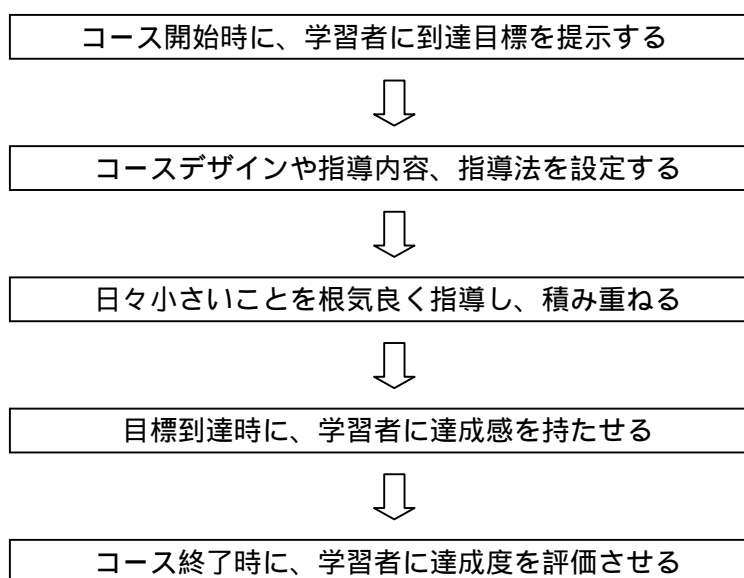 コース開始時に、学習者に到達目標を提示する
コースデザインや指導内容、指導法を設定する
日々小さいことを根気良く指導し、積み重ねる
目標到達時に、学習者に達成感を持たせる
コース終了時に、学習者に達成度を評価させる